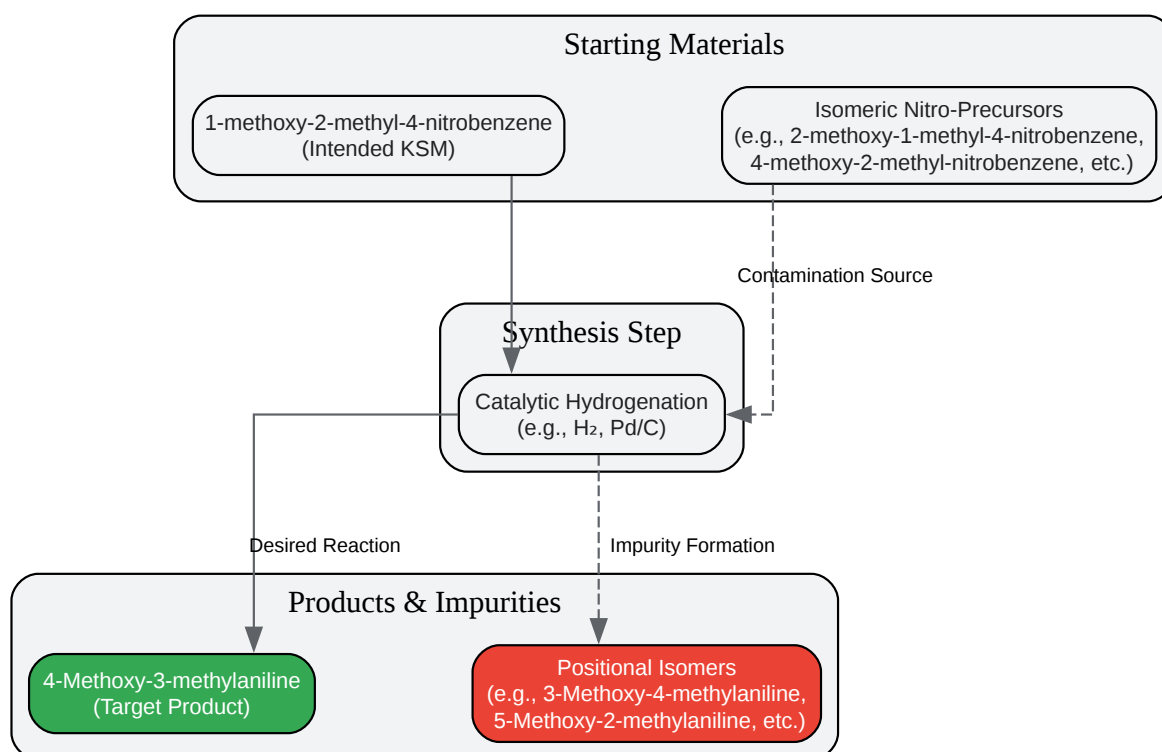 Starting Materials
1-methoxy-2-methyl-4-nitrobenzene
(Intended KSM)
Isomeric Nitro-Precursors
(e.g., 2-methoxy-1-methyl-4-nitrobenzene,
4-methoxy-2-methyl-nitrobenzene, etc.)
Contamination Source
Synthesis Step
Catalytic Hydrogenation
(e.g., H₂, Pd/C)
Desired Reaction
Impurity Formation
Products & Impurities
4-Methoxy-3-methylaniline
(Target Product)
Positional Isomers
(e.g., 3-Methoxy-4-methylaniline,
5-Methoxy-2-methylaniline, etc.)